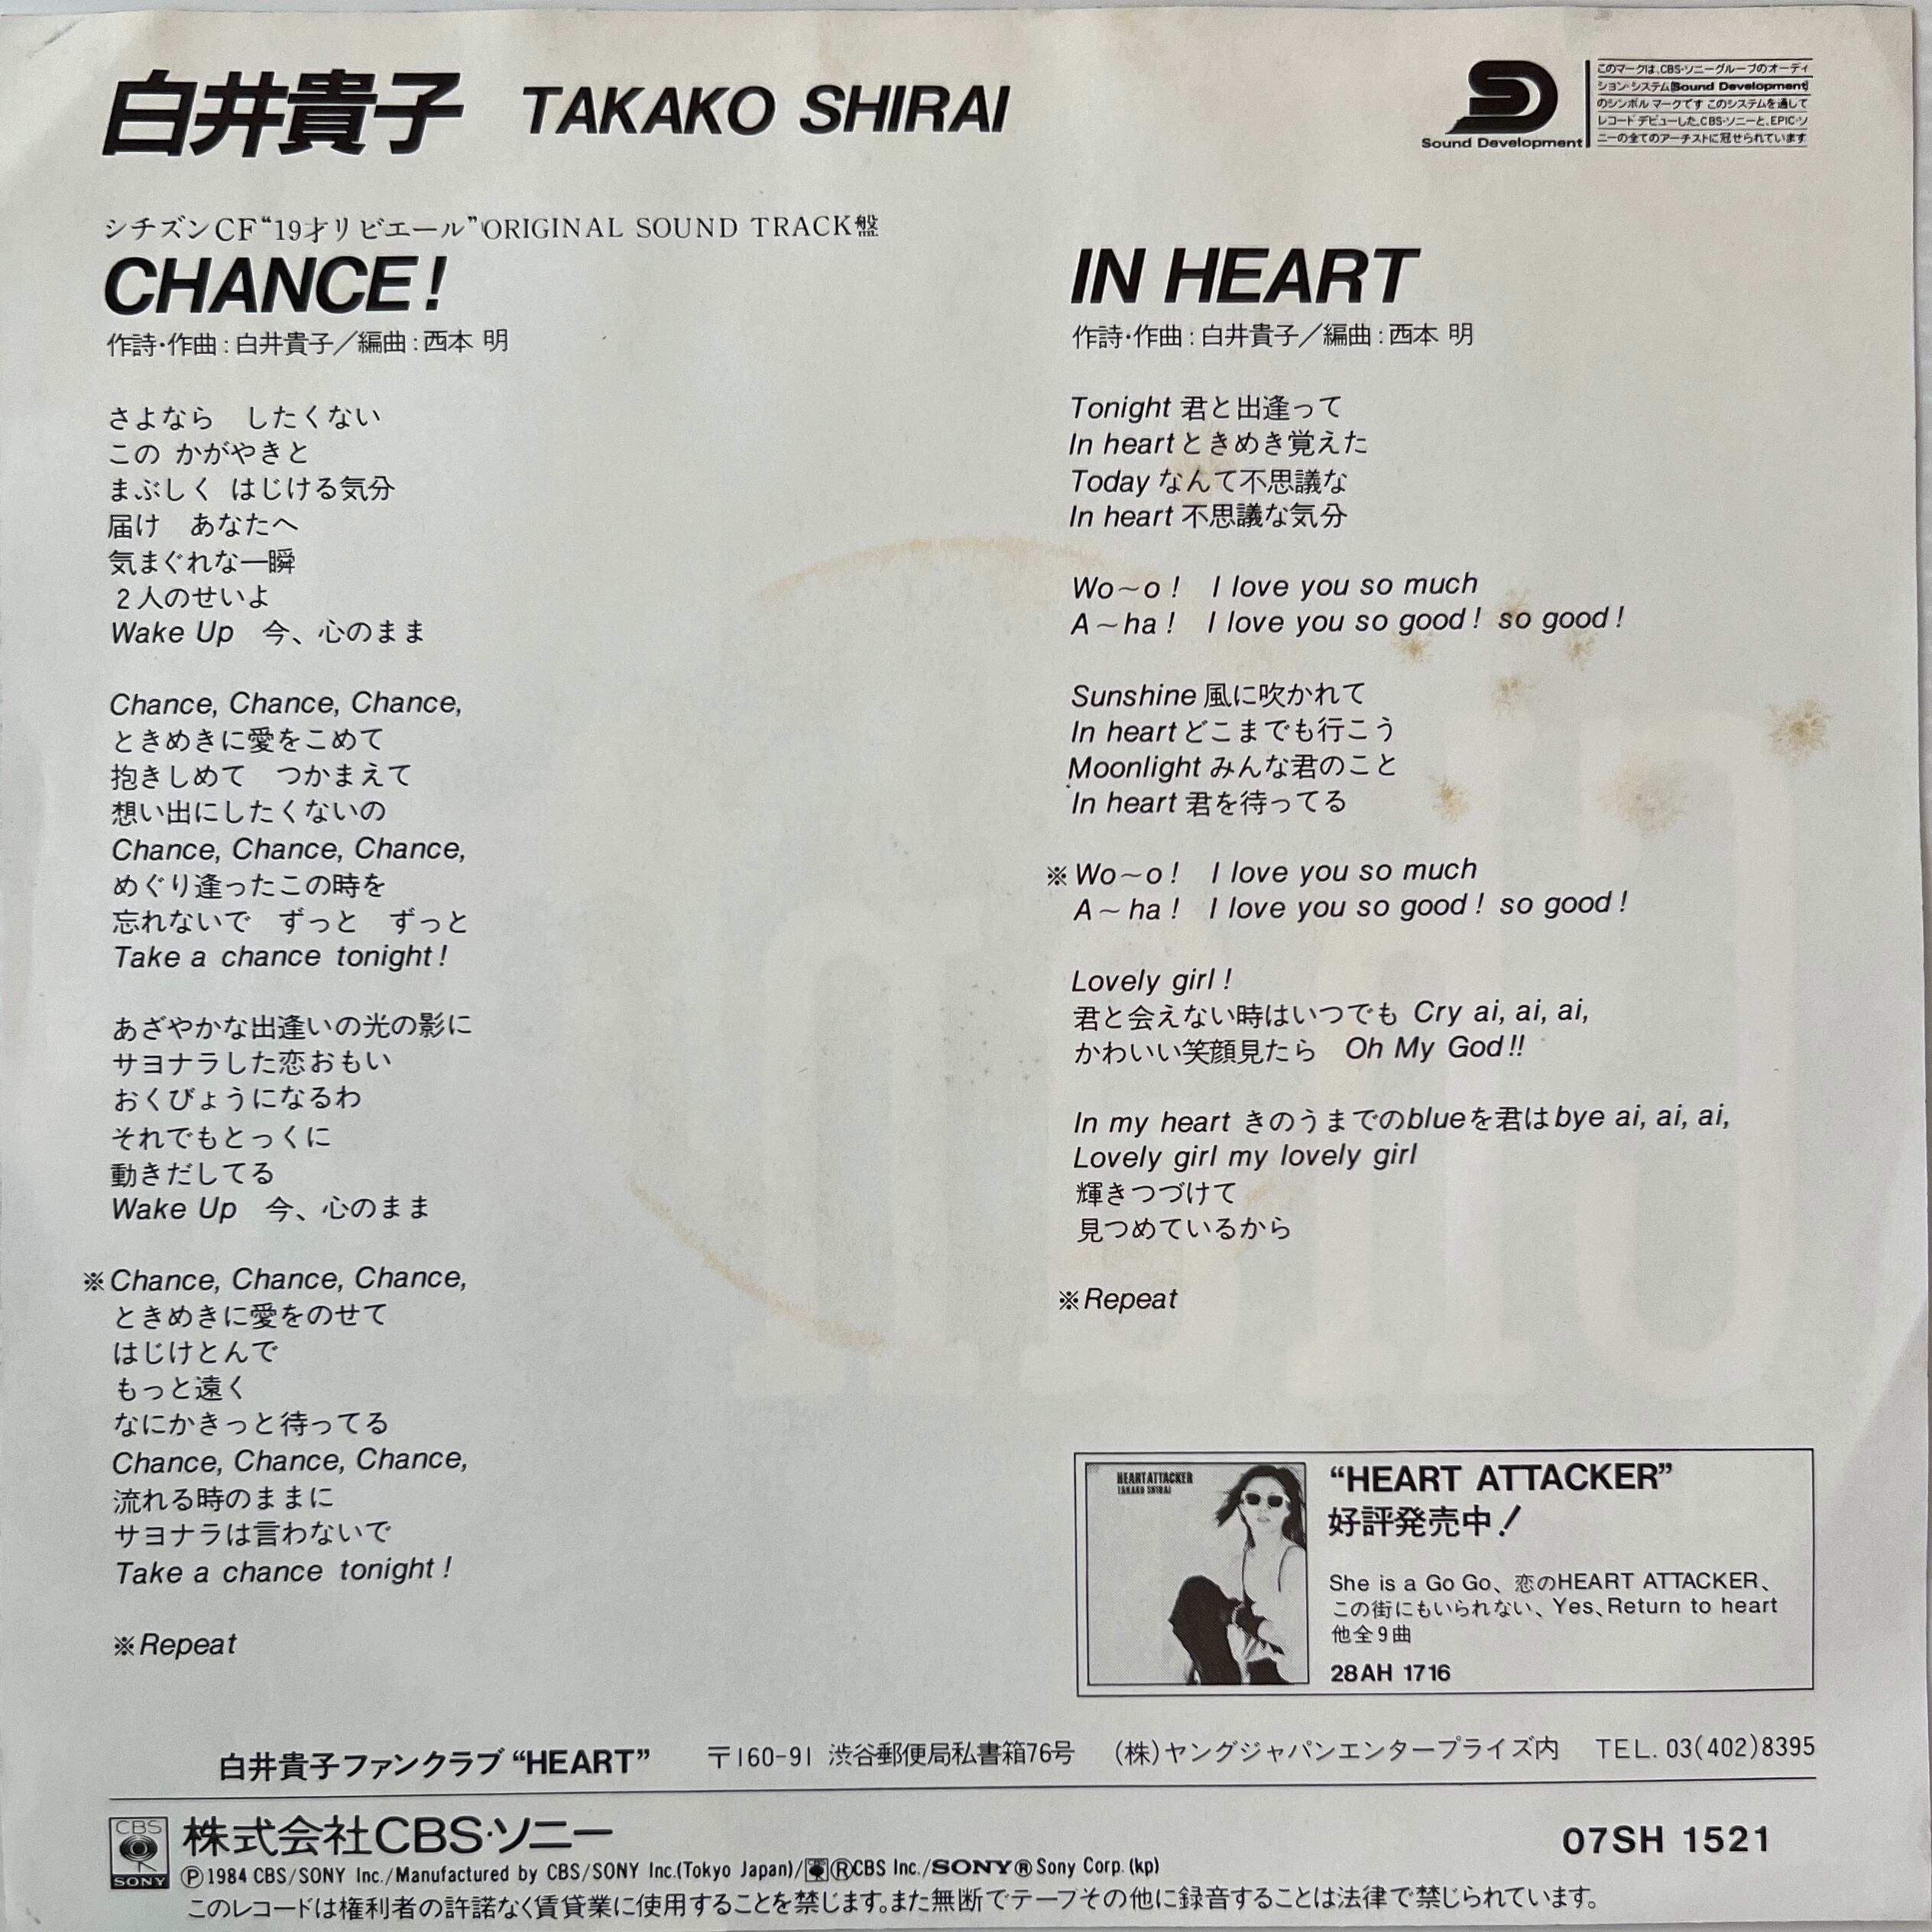 白井貴子 TAKAKO SHIRAI
Sound Development
このマークは、CBS・ソニーグループのオーディ
ション・システム(Sound Development)
のシンボル マークです このシステムを通して
レコードデビューした、CBS・ソニーと、EPIC・ソ
ニーの全てのアーチストに冠せられています
シチズンCF“19才リビエール”ORIGINAL SOUND TRACK盤
CHANCE!
作詩・作曲:白井貴子/編曲:西本 明
さよなら したくない
この かがやきと
まぶしく はじける気分
届け あなたへ
気まぐれな一瞬
2人のせいよ
Wake Up 今、心のまま
Chance, Chance, Chance,
ときめきに愛をこめて
抱きしめて つかまえて
想い出にしたくないの
Chance, Chance, Chance,
めぐり逢ったこの時を
忘れないで ずっと ずっと
Take a chance tonight!
あざやかな出逢いの光の影に
サヨナラした恋おもい
おくびょうになるわ
それでもとっくに
動きだしてる
Wake Up 今、心のまま
※Chance, Chance, Chance,
ときめきに愛をのせて
はじけとんで
もっと遠く
なにかきっと待ってる
Chance, Chance, Chance,
流れる時のままに
サヨナラは言わないで
Take a chance tonight!
※Repeat
IN HEART
作詩・作曲:白井貴子/編曲:西本 明
Tonight 君と出逢って
In heartときめき覚えた
Today なんて不思議な
In heart 不思議な気分
Wo～o! I love you so much
A～ha! I love you so good! so good!
Sunshine 風に吹かれて
In heartどこまでも行こう
Moonlight みんな君のこと
In heart 君を待ってる
※Wo～o! I love you so much
A～ha! I love you so good! so good!
Lovely girl!
君と会えない時はいつでも Cry ai, ai, ai,
かわいい笑顔見たら Oh My God!!
In my heart きのうまでのblueを君はbye ai, ai, ai,
Lovely girl my lovely girl
輝きつづけて
見つめているから
※Repeat
HEART ATTACKER
TAKAKO SHIRAI
“HEART ATTACKER”
好評発売中!
She is a Go Go、恋のHEART ATTACKER、
この街にもいられない、Yes、Return to heart
他全9曲
28AH 1716
白井貴子ファンクラブ “HEART” 〒160-91 渋谷郵便局私書箱76号 (株)ヤングジャパンエンタープライズ内 TEL. 03(402)8395
CBS
SONY
株式会社CBS・ソニー
07SH 1521
Ⓟ1984 CBS/SONY Inc./Manufactured by CBS/SONY Inc.(Tokyo Japan)/ⓇCBS Inc./SONY®Sony Corp. (kp)
このレコードは権利者の許諾なく賃貸業に使用することを禁じます。また無断でテープその他に録音することは法律で禁じられています。